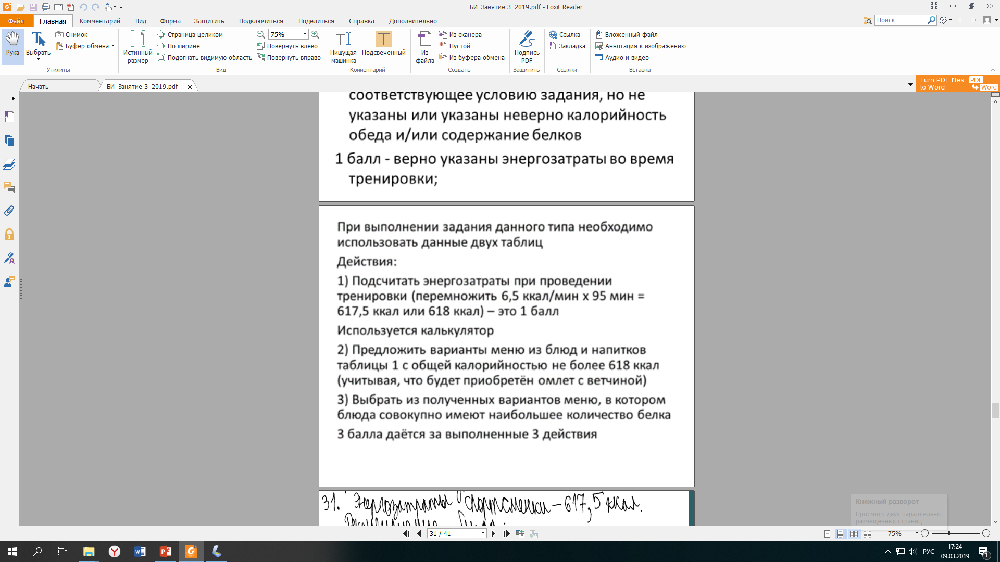 БИ_Занятие 3_2019.pdf - Foxit Reader
Файл Главная Комментарий Вид Форма Защитить Подключиться Поделиться Справка Дополнительно Поиск
Рука
Выбрать
Снимок
Буфер обмена
Утилиты
Истинный размер
Страница целиком
По ширине
Подогнать видимую область
75%
Повернуть влево
Повернуть вправо
Вид
Пишущая машинка
Подсвеченный
Комментарий
Из файла
Из сканера
Пустой
Из буфера обмена
Создать
Подпись PDF
Защитить
Ссылка
Закладка
Ссылки
Вложенный файл
Аннотация к изображению
Аудио и видео
Вставка
Начать
БИ_Занятие 3_2019.pdf
Turn PDF files to Word
PDF
Word
соответствующее условию задания, но не
указаны или указаны неверно калорийность
обеда и/или содержание белков
1 балл - верно указаны энергозатраты во время
тренировки;
При выполнении задания данного типа необходимо
использовать данные двух таблиц
Действия:
1) Подсчитать энергозатраты при проведении
тренировки (перемножить 6,5 ккал/мин х 95 мин =
617,5 ккал или 618 ккал) – это 1 балл
Используется калькулятор
2) Предложить варианты меню из блюд и напитков
таблицы 1 с общей калорийностью не более 618 ккал
(учитывая, что будет приобретён омлет с ветчиной)
3) Выбрать из полученных вариантов меню, в котором
блюда совокупно имеют наибольшее количество белка
3 балла даётся за выполненные 3 действия
31. Энергозатраты спортсменки – 617,5 ккал.
Книжный разворот
Просмотр двух параллельно
размещенных страниц
31 / 41
75%
РУС
17:24
09.03.2019
1